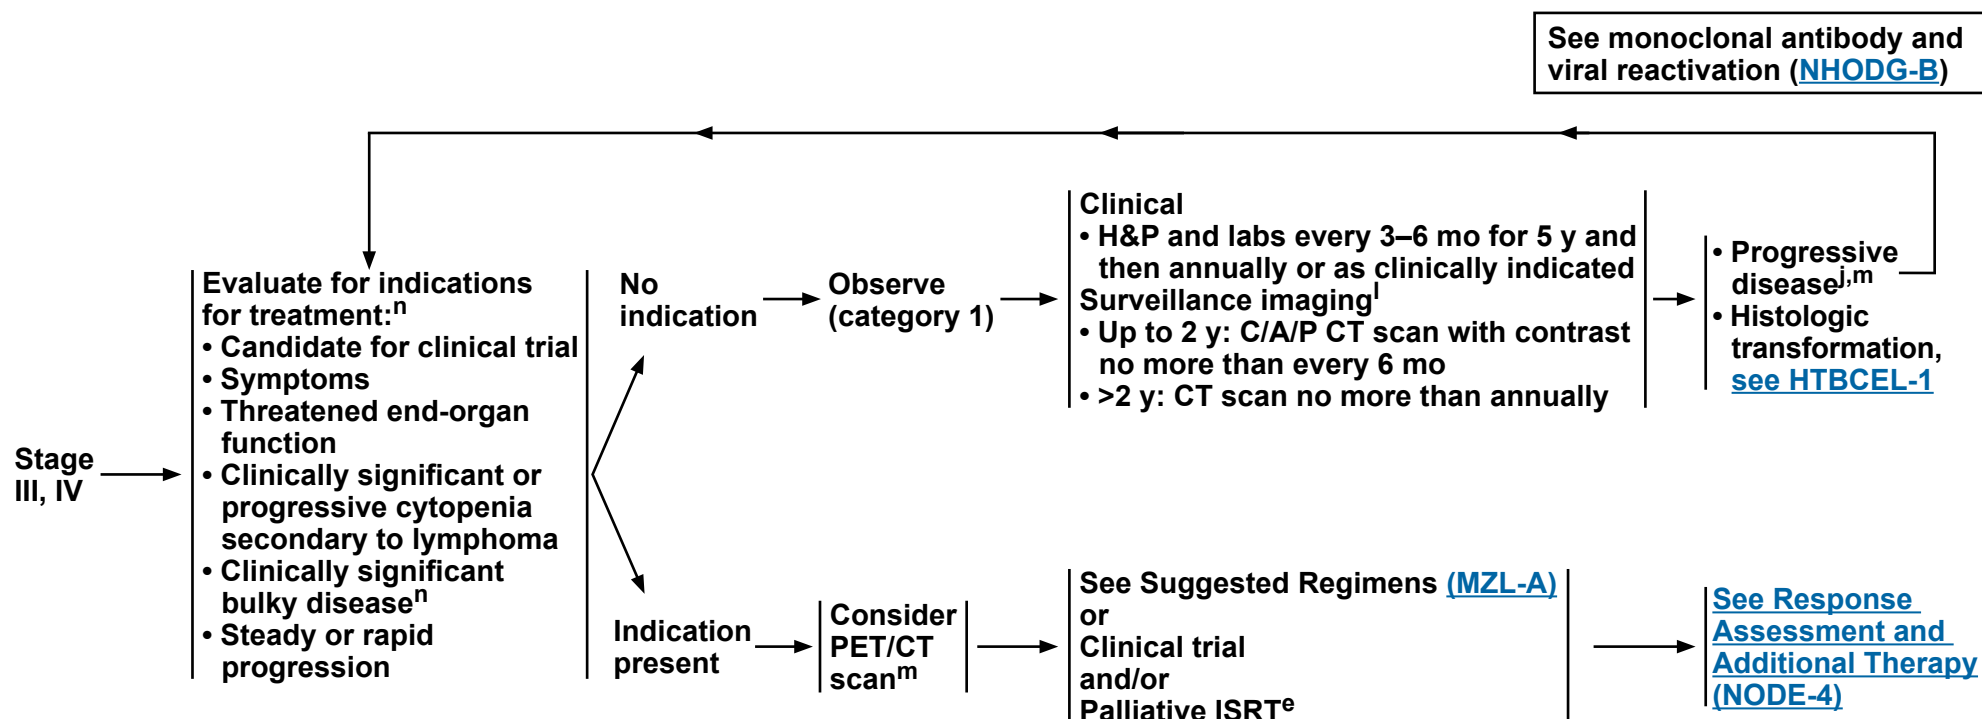 See monoclonal antibody and
viral reactivation (NHODG-B)
Stage
III, IV
Evaluate for indications
for treatment:n
• Candidate for clinical trial
• Symptoms
• Threatened end-organ
function
• Clinically significant or
progressive cytopenia
secondary to lymphoma
• Clinically significant
bulky diseasen
• Steady or rapid
progression
No
indication
Observe
(category 1)
Clinical
• H&P and labs every 3–6 mo for 5 y and
then annually or as clinically indicated
Surveillance imagingl
• Up to 2 y: C/A/P CT scan with contrast
no more than every 6 mo
• >2 y: CT scan no more than annually
• Progressive
diseasej,m
• Histologic
transformation,
see HTBCEL-1
Indication
present
Consider
PET/CT
scanm
See Suggested Regimens (MZL-A)
or
Clinical trial
and/or
Palliative ISRTe
See Response
Assessment and
Additional Therapy
(NODE-4)